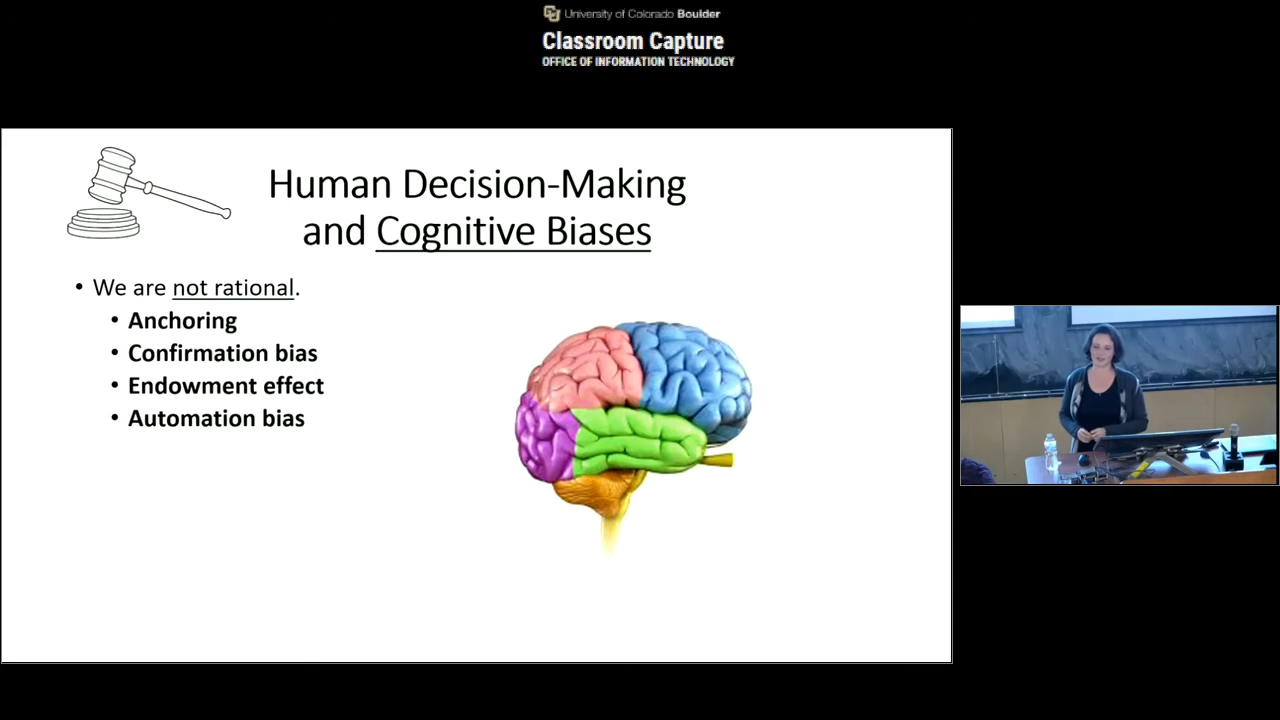 University of Colorado Boulder
Classroom Capture
OFFICE OF INFORMATION TECHNOLOGY
Human Decision-Making
and Cognitive Biases
• We are not rational.
• Anchoring
• Confirmation bias
• Endowment effect
• Automation bias